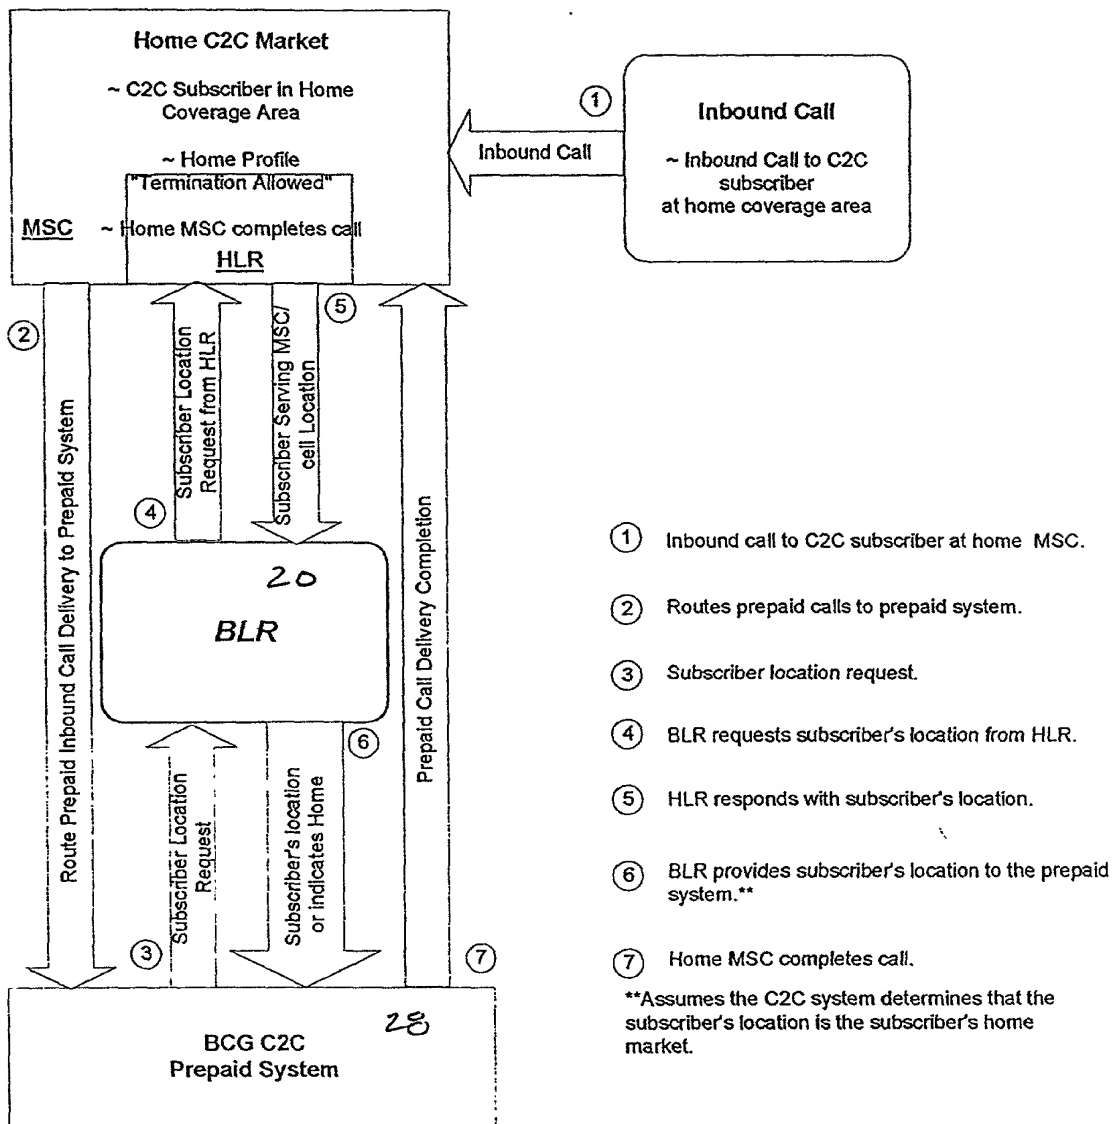 Home C2C Market
~ C2C Subscriber in Home
Coverage Area
~ Home Profile
"Termination Allowed"
MSC
~ Home MSC completes call
HLR
1
Inbound Call
Inbound Call
~ Inbound Call to C2C
subscriber
at home coverage area
2
Route Prepaid Inbound Call Delivery to Prepaid System
4
Subscriber Location
Request from HLR
5
Subscriber Serving MSC/
cell Location
Prepaid Call Delivery Completion
20
BLR
3
Subscriber Location
Request
6
Subscriber's location
or indicates Home
7
28
BCG C2C
Prepaid System
1 Inbound call to C2C subscriber at home MSC.
2 Routes prepaid calls to prepaid system.
3 Subscriber location request.
4 BLR requests subscriber's location from HLR.
5 HLR responds with subscriber's location.
6 BLR provides subscriber's location to the prepaid
system.**
7 Home MSC completes call.
**Assumes the C2C system determines that the
subscriber's location is the subscriber's home
market.